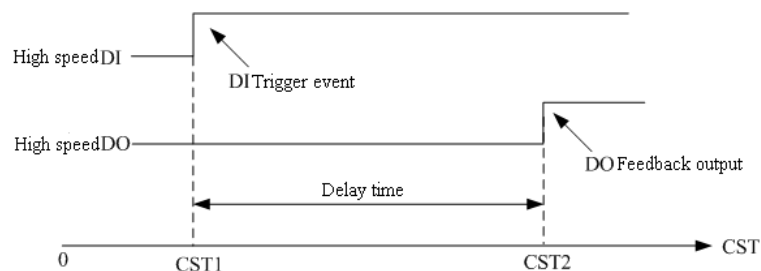 High speed DI
DI Trigger event
High speed DO
DO Feedback output
Delay time
0
CST1
CST2
CST